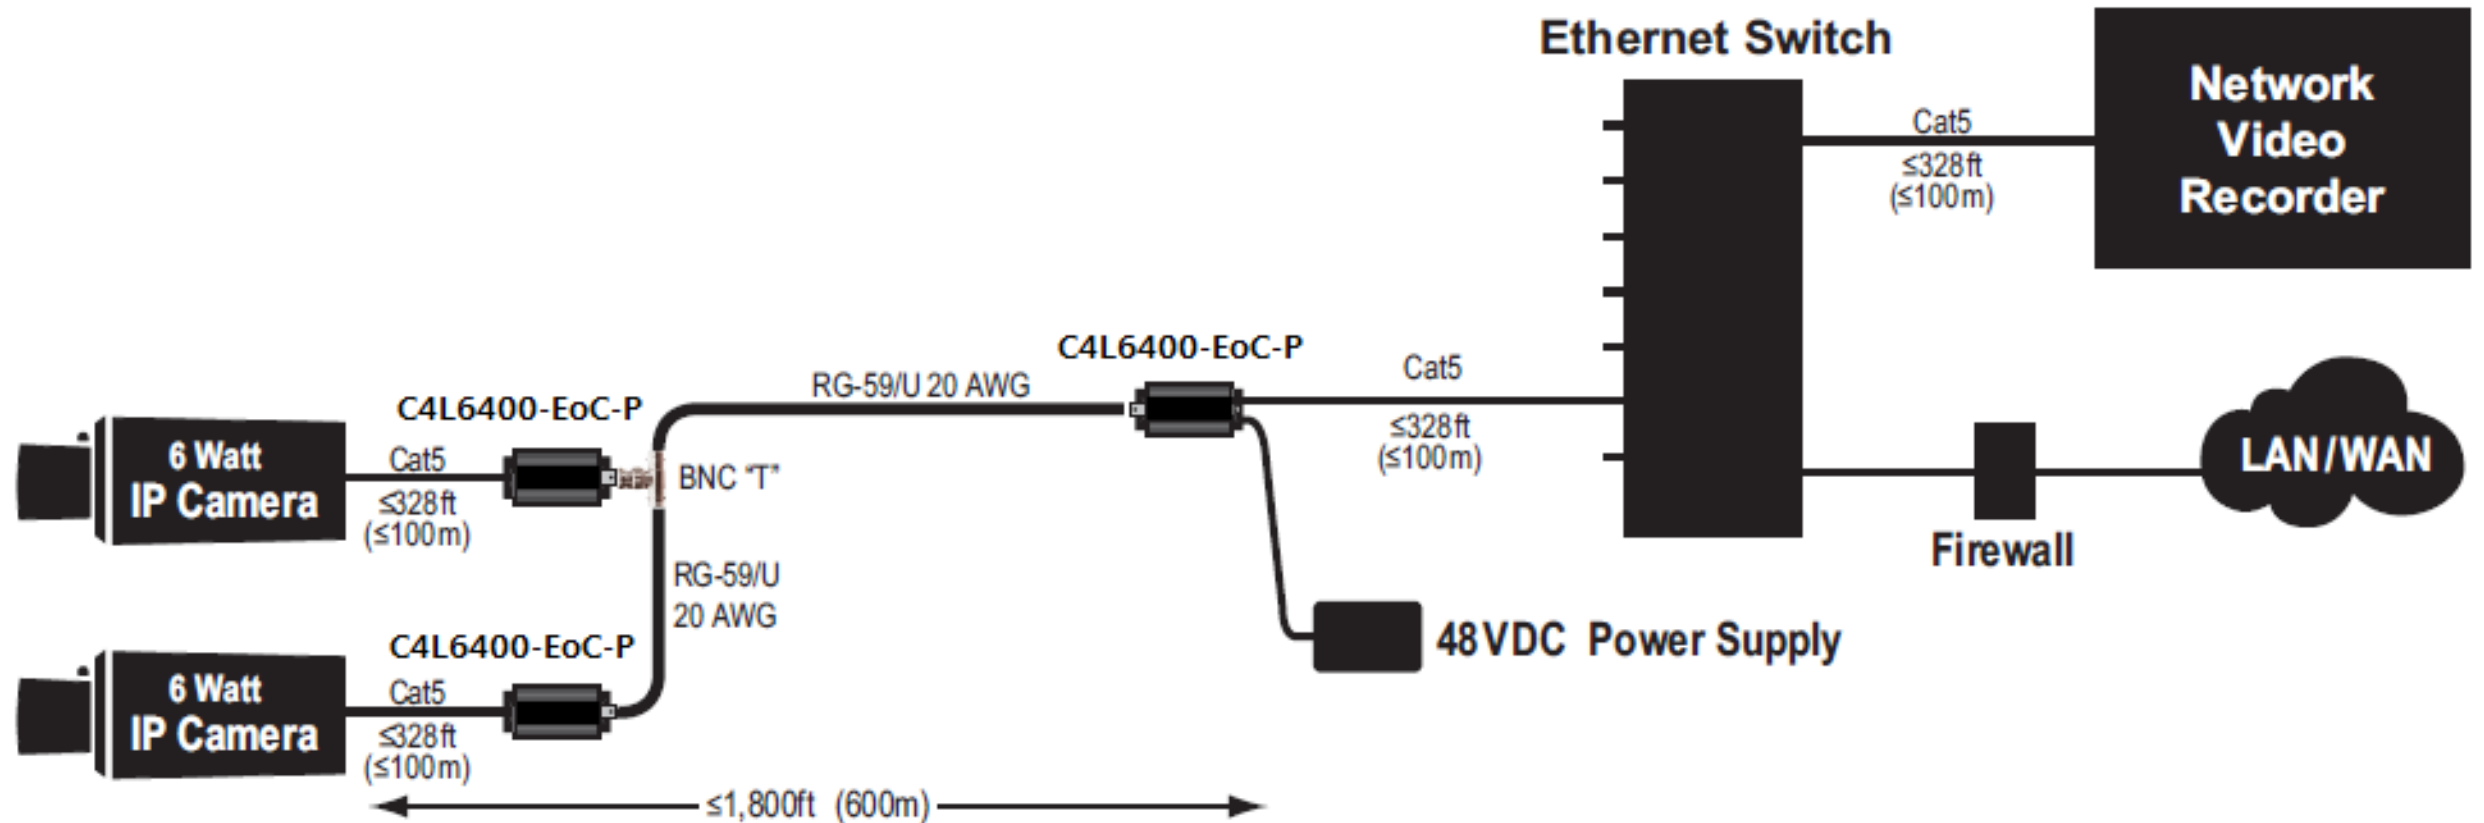 Ethernet Switch
Network
Video
Recorder
Cat5
≤328ft
(≤100m)
C4L6400-EoC-P
Cat5
≤328ft
(≤100m)
RG-59/U 20 AWG
C4L6400-EoC-P
6 Watt
IP Camera
Cat5
≤328ft
(≤100m)
BNC "T"
LAN/WAN
Firewall
RG-59/U
20 AWG
48VDC Power Supply
C4L6400-EoC-P
6 Watt
IP Camera
Cat5
≤328ft
(≤100m)
≤1,800ft (600m)